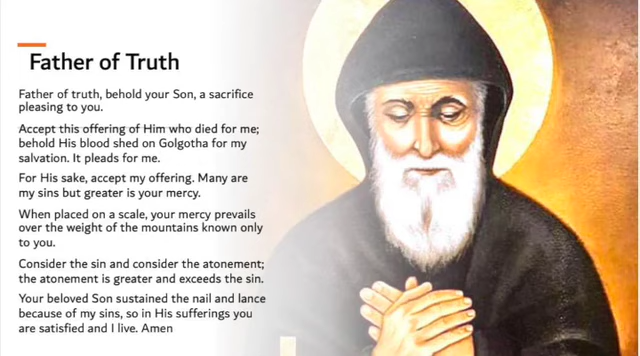 Father of Truth
Father of truth, behold your Son, a sacrifice
pleasing to you.
Accept this offering of Him who died for me;
behold His blood shed on Golgotha for my
salvation. It pleads for me.
For His sake, accept my offering. Many are
my sins but greater is your mercy.
When placed on a scale, your mercy prevails
over the weight of the mountains known only
to you.
Consider the sin and consider the atonement;
the atonement is greater and exceeds the sin.
Your beloved Son sustained the nail and lance
because of my sins, so in His sufferings you
are satisfied and I live. Amen